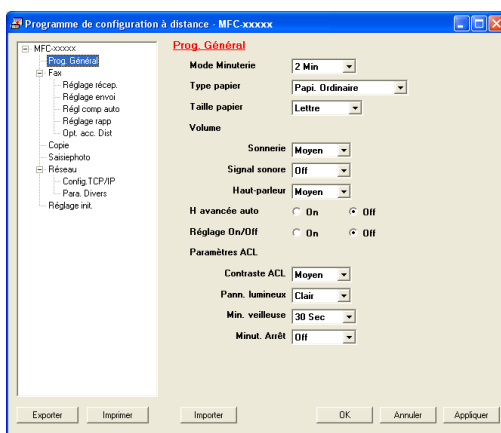 Programme de configuration à distance - MFC-xxxxx
MFC-xxxxx
Prog. Général
Fax
Réglage récep.
Réglage envoi
Régl comp auto
Réglage rapp
Opt. acc. Dist
Copie
Saisiephoto
Réseau
Config.TCP/IP
Para. Divers
Réglage init.
Prog. Général
Mode Minuterie 2 Min
Type papier Papi. Ordinaire
Taille papier Lettre
Volume
Sonnerie Moyen
Signal sonore Off
Haut-parleur Moyen
H avancée auto On Off
Réglage On/Off On Off
Paramètres ACL
Contraste ACL Moyen
Pann. lumineux Clair
Min. veilleuse 30 Sec
Minut. Arrêt Off
Exporter Imprimer Importer OK Annuler Appliquer